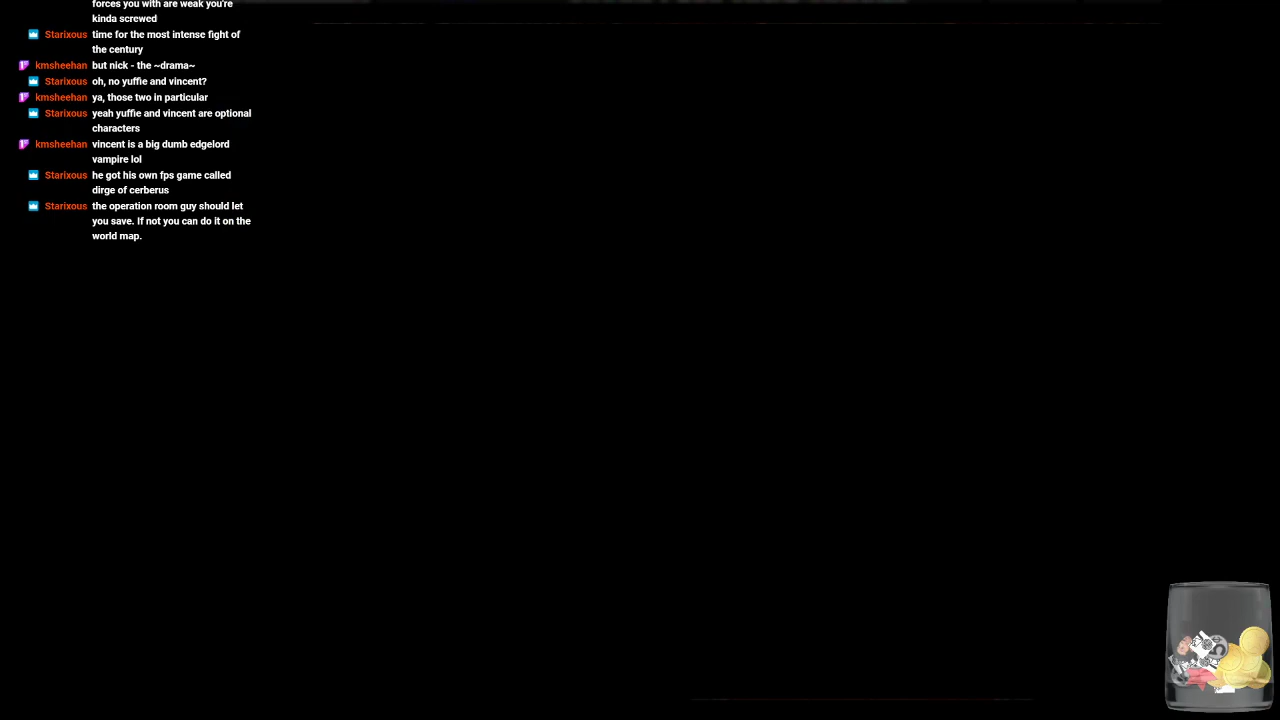 forces you with are weak you're
kinda screwed
Starixous time for the most intense fight of
the century
kmsheehan but nick - the ~drama~
Starixous oh, no yuffie and vincent?
kmsheehan ya, those two in particular
Starixous yeah yuffie and vincent are optional
characters
kmsheehan vincent is a big dumb edgelord
vampire lol
Starixous he got his own fps game called
dirge of cerberus
Starixous the operation room guy should let
you save. If not you can do it on the
world map.